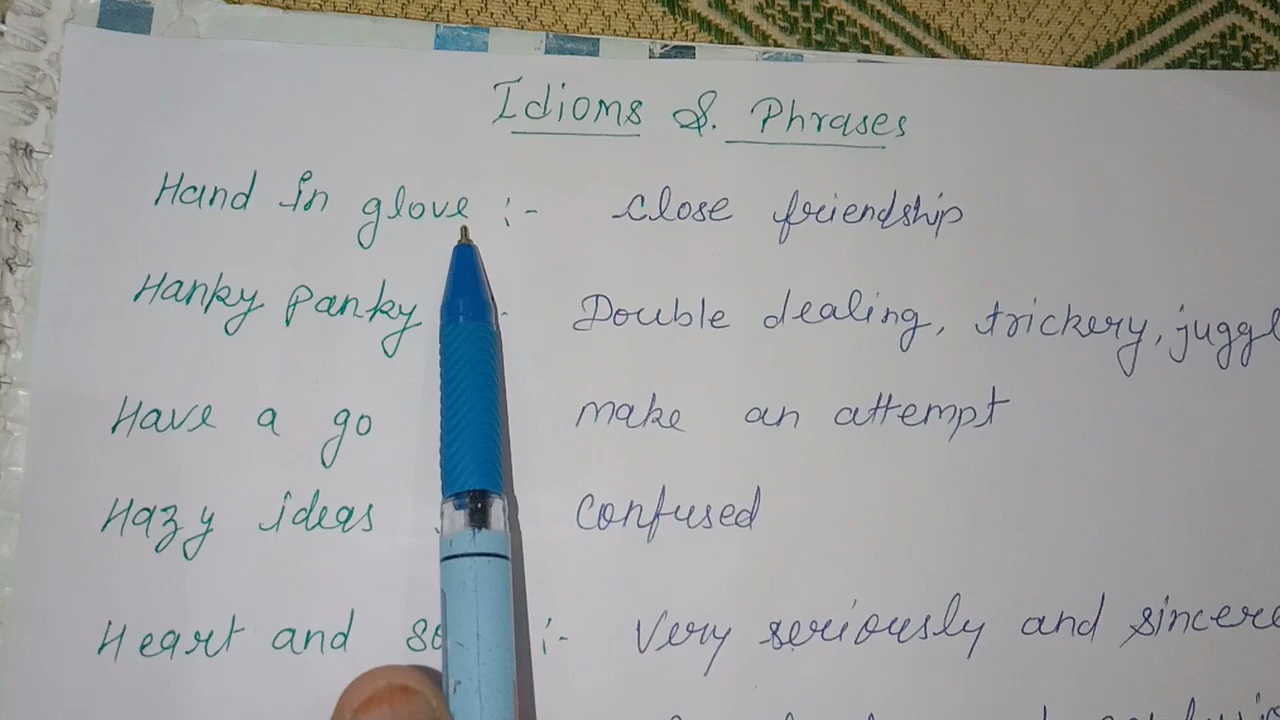 Idioms & Phrases
Hand in glove :- close friendship
Hanky panky - Double dealing, trickery, juggl
Have a go make an attempt
Hazy ideas confused
Heart and so :- Very seriously and sincere